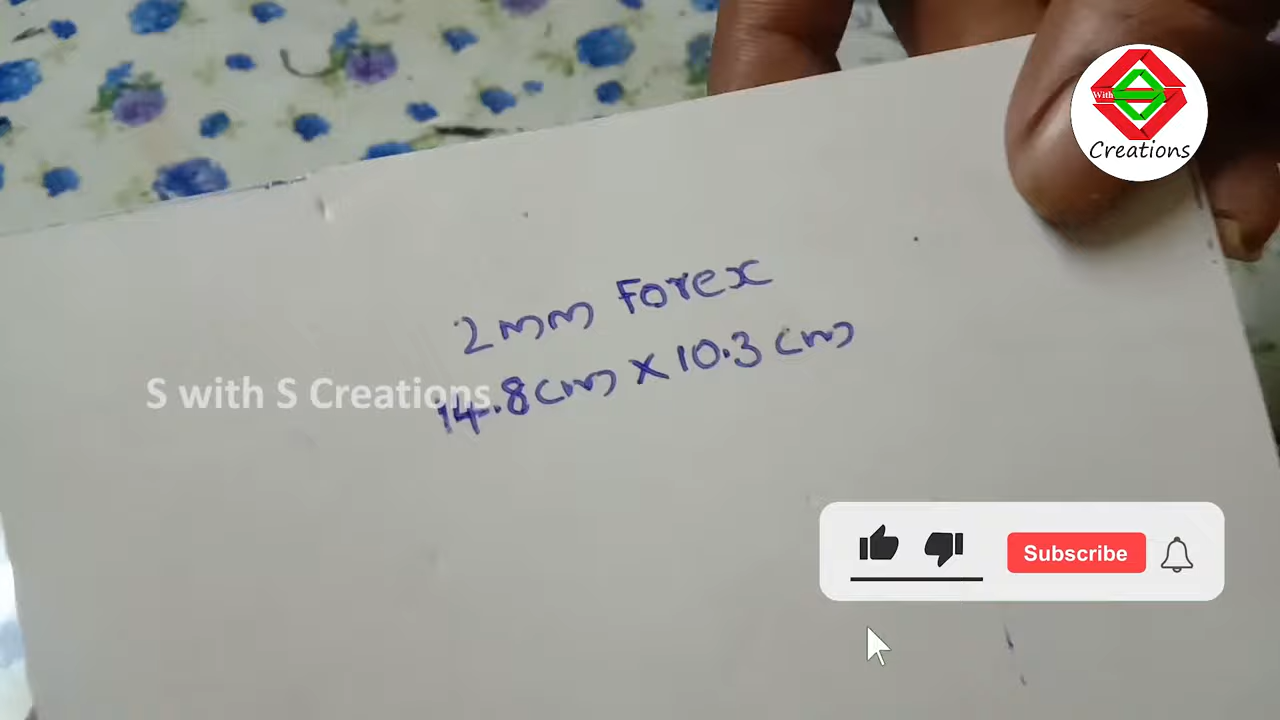 With
Creations
2mm Forex
14.8cm x 10.3cm
S with S Creations
Subscribe